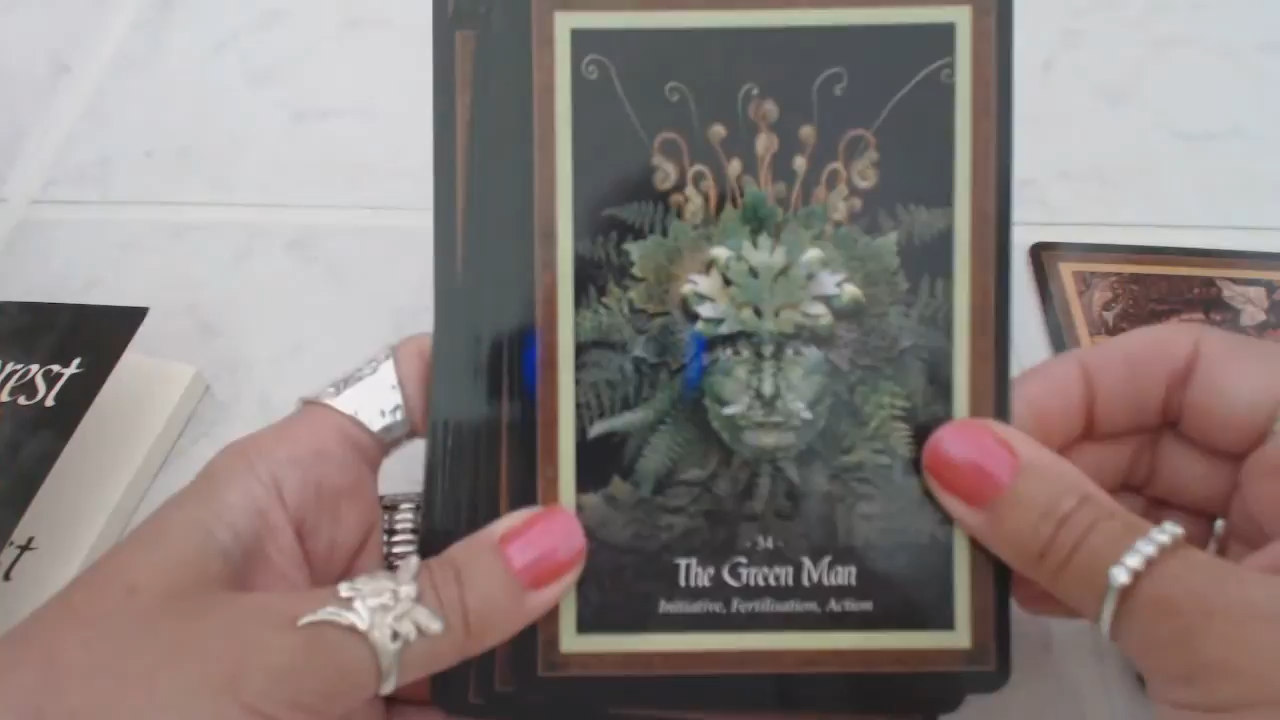 rest
t
- 34 -
The Green Man
Initiative, Fertilisation, Action